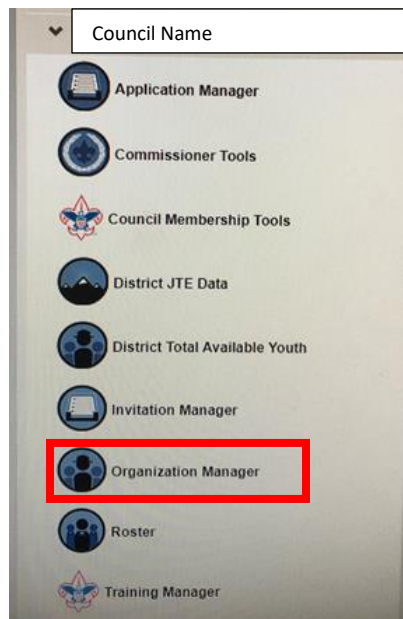 Council Name
Application Manager
Commissioner Tools
Council Membership Tools
District JTE Data
District Total Available Youth
Invitation Manager
Organization Manager
Roster
Training Manager